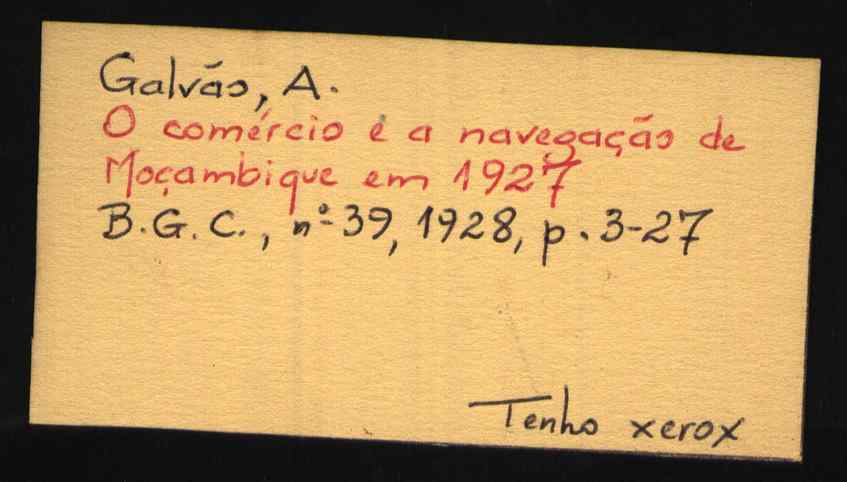 Galvão, A.
O comércio e a navegação de
Moçambique em 1927
B.G.C., nº 39, 1928, p. 3-27
Tenho xerox